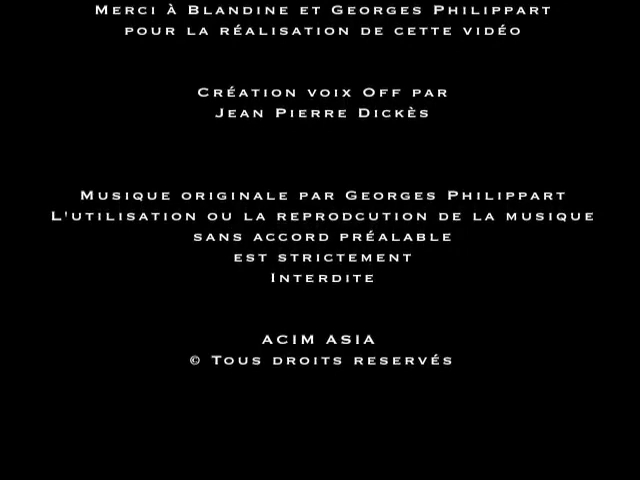 Merci à Blandine et Georges Philippart
pour la réalisation de cette vidéo
Création voix Off par
Jean Pierre Dickès
Musique originale par Georges Philippart
L'utilisation ou la reprodcution de la musique
sans accord préalable
est strictement
Interdite
ACIM ASIA
© Tous droits reservés